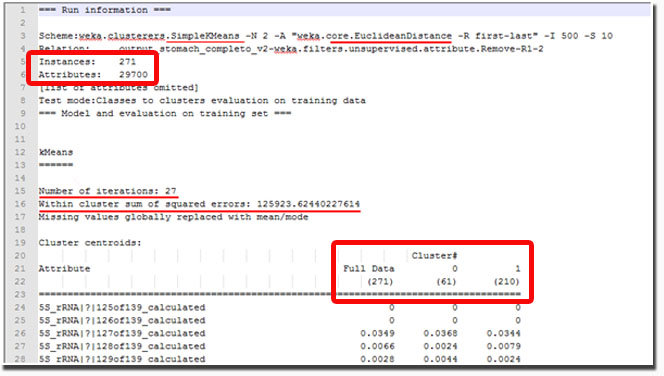 1 === Run information ===
2
3 Scheme:weka.clusterers.SimpleKMeans -N 2 -A "weka.core.EuclideanDistance -R first-last" -I 500 -S 10
4 Relation: output stomach_completo_v2-weka.filters.unsupervised.attribute.Remove-R1-2
5 Instances: 271
6 Attributes: 29700
7 [list of attributes omitted]
8 Test mode:Classes to clusters evaluation on training data
9 === Model and evaluation on training set ===
10
11
12 kMeans
13 ======
14
15 Number of iterations: 27
16 Within cluster sum of squared errors: 125923.62440227614
17 Missing values globally replaced with mean/mode
18
19 Cluster centroids:
20 Cluster#
21 Attribute Full Data 0 1
22 (271) (61) (210)
23 ==================================================================
24 5S_rRNA|?|125of139_calculated 0 0 0
25 5S_rRNA|?|126of139_calculated 0 0 0
26 5S_rRNA|?|127of139_calculated 0.0349 0.0368 0.0344
27 5S_rRNA|?|128of139_calculated 0.0066 0.0024 0.0079
28 5S_rRNA|?|129of139_calculated 0.0028 0.0044 0.0024